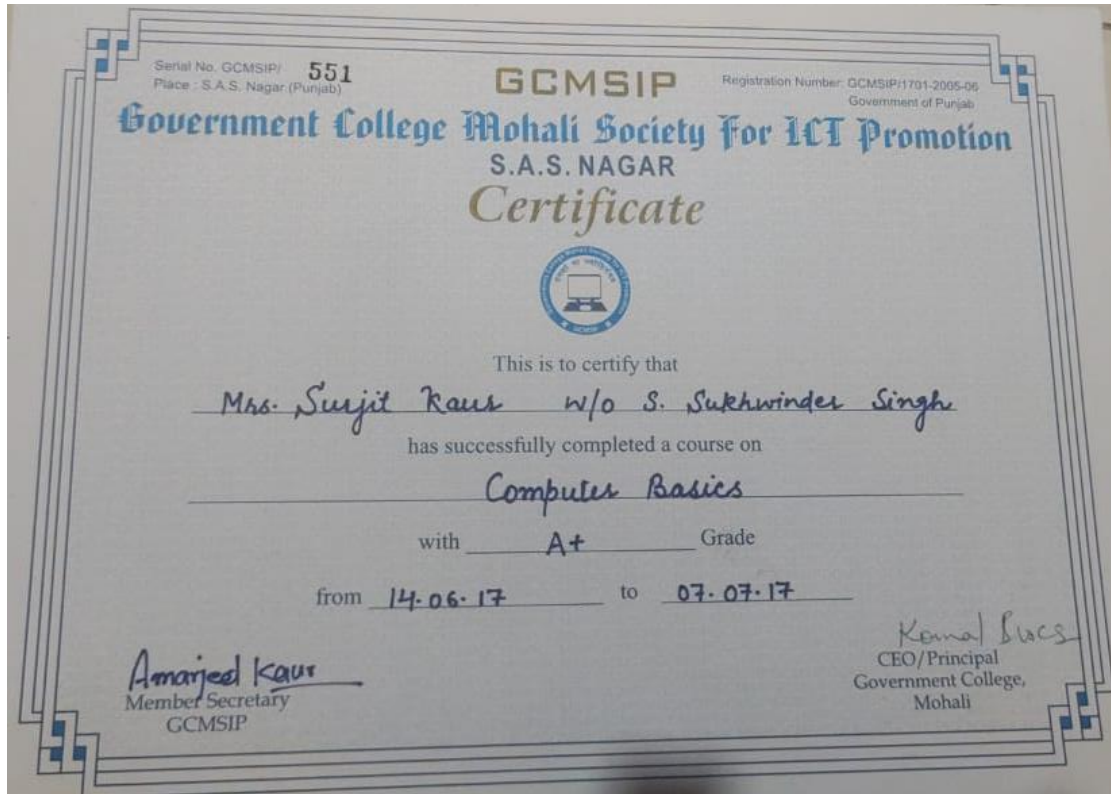 Serial No. GCMSIP/ 551
Place : S.A.S. Nagar (Punjab)
GCMSIP
Registration Number: GCMSIP/1701-2005-06
Government of Punjab
Government College Mohali Society For ICT Promotion
S.A.S. NAGAR
Certificate
GCMSIP
This is to certify that
Mrs. Surjit Kaur w/o S. Sukhwinder Singh
has successfully completed a course on
Computer Basics
with A+ Grade
from 14.06.17 to 07.07.17
Amarjeet Kaur
Member Secretary
GCMSIP
Komal
CEO/Principal
Government College,
Mohali